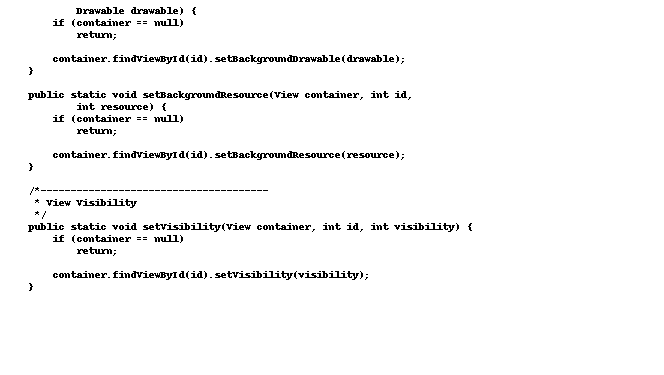 Drawable drawable) {
if (container == null)
return;
container.findViewById(id).setBackgroundDrawable(drawable);
}
public static void setBackgroundResource(View container, int id,
int resource) {
if (container == null)
return;
container.findViewById(id).setBackgroundResource(resource);
}
/*--------------------------------------
* View Visibility
*/
public static void setVisibility(View container, int id, int visibility) {
if (container == null)
return;
container.findViewById(id).setVisibility(visibility);
}